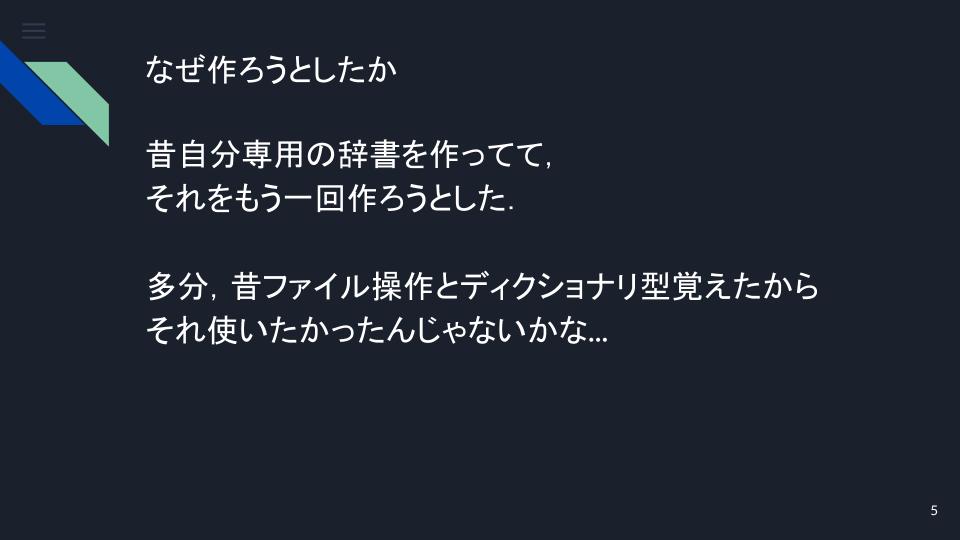 なぜ作ろうとしたか
昔自分専用の辞書を作ってて,
それをもう一回作ろうとした.
多分, 昔ファイル操作とディクショナリ型覚えたから
それ使いたかったんじゃないかな...
5